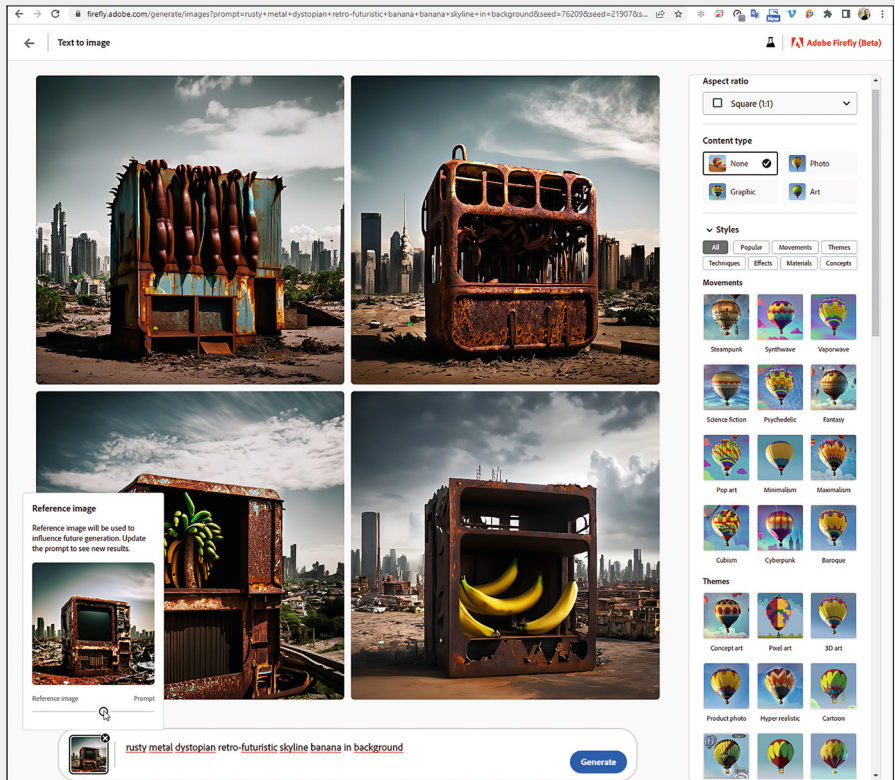 firefly.adobe.com/generate/images?prompt=rusty+metal+dystopian+retro-futuristic+banana+banana+skyline+in+background&seed=76209&seed=21907&s...
New
Text to image
Adobe Firefly (Beta)
Aspect ratio
Square (1:1)
Content type
None
Photo
Graphic
Art
Styles
All
Popular
Movements
Themes
Techniques
Effects
Materials
Concepts
Movements
Steampunk
Synthwave
Vaporwave
Science fiction
Psychedelic
Fantasy
Pop art
Minimalism
Maximalism
Cubism
Cyberpunk
Baroque
Themes
Concept art
Pixel art
3D art
Product photo
Hyper realistic
Cartoon
Reference image
Reference image will be used to
influence future generation. Update
the prompt to see new results.
Reference image
Prompt
rusty metal dystopian retro-futuristic skyline banana in background
Generate